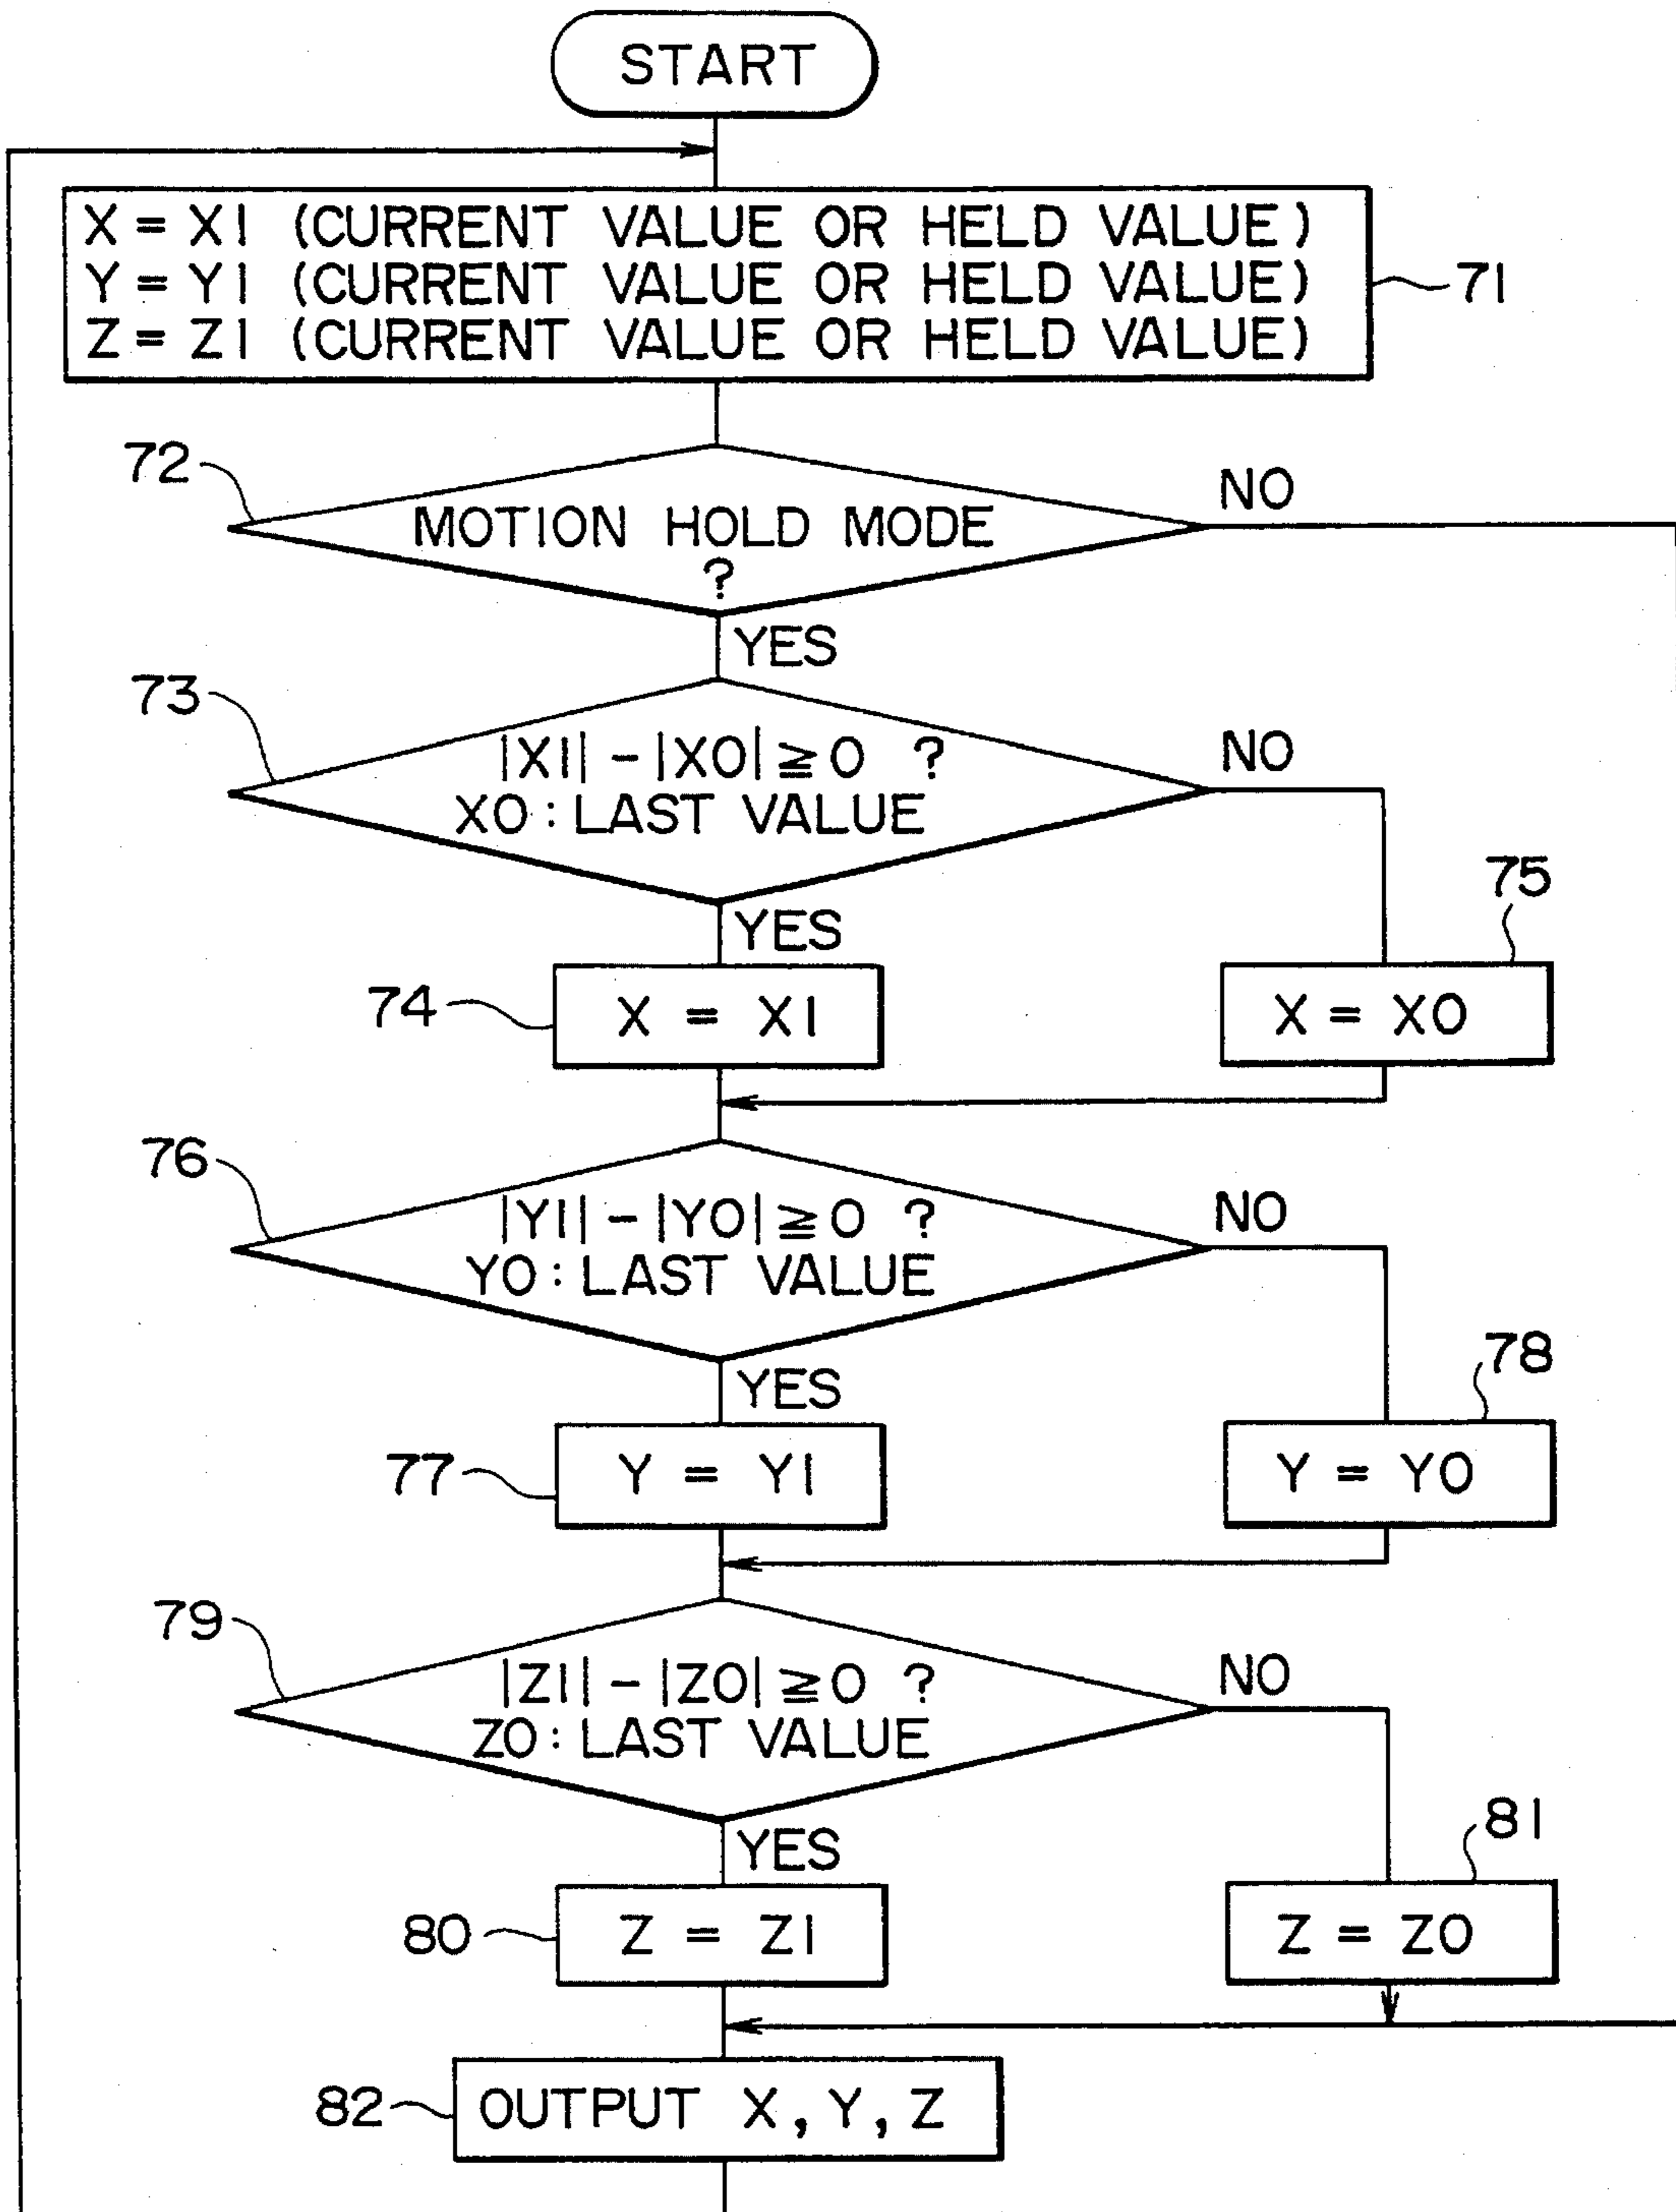 START
X = X1 (CURRENT VALUE OR HELD VALUE)
Y = Y1 (CURRENT VALUE OR HELD VALUE)
Z = Z1 (CURRENT VALUE OR HELD VALUE)
71
72
NO
MOTION HOLD MODE
?
YES
73
|X1| - |X0| ≧ 0 ?
NO
X0 : LAST VALUE
75
YES
74
X = X1
X = X0
76
|Y1| - |Y0| ≧ 0 ?
NO
Y0 : LAST VALUE
78
YES
77
Y = Y1
Y = Y0
79
|Z1| - |Z0| ≧ 0 ?
NO
Z0 : LAST VALUE
81
YES
80
Z = Z1
Z = Z0
82
OUTPUT X, Y, Z